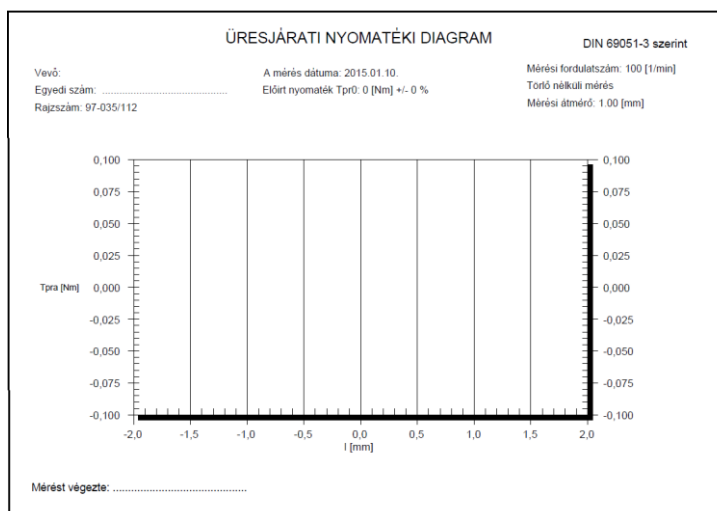 ÜRESJÁRATI NYOMATÉKI DIAGRAM
DIN 69051-3 szerint
Vevő:
Egyedi szám: ............................................
Rajzszám: 97-035/112
A mérés dátuma: 2015.01.10.
Előirt nyomaték Tpr0: 0 [Nm] +/- 0 %
Mérési fordulatszám: 100 [1/min]
Törlő nélküli mérés
Mérési átmérő: 1.00 [mm]
0,100 0,100
0,075 0,075
0,050 0,050
0,025 0,025
Tpra [Nm] 0,000 0,000
-0,025 -0,025
-0,050 -0,050
-0,075 -0,075
-0,100 -0,100
-2,0 -1,5 -1,0 -0,5 0,0 0,5 1,0 1,5 2,0
l [mm]
Mérést végezte: ............................................